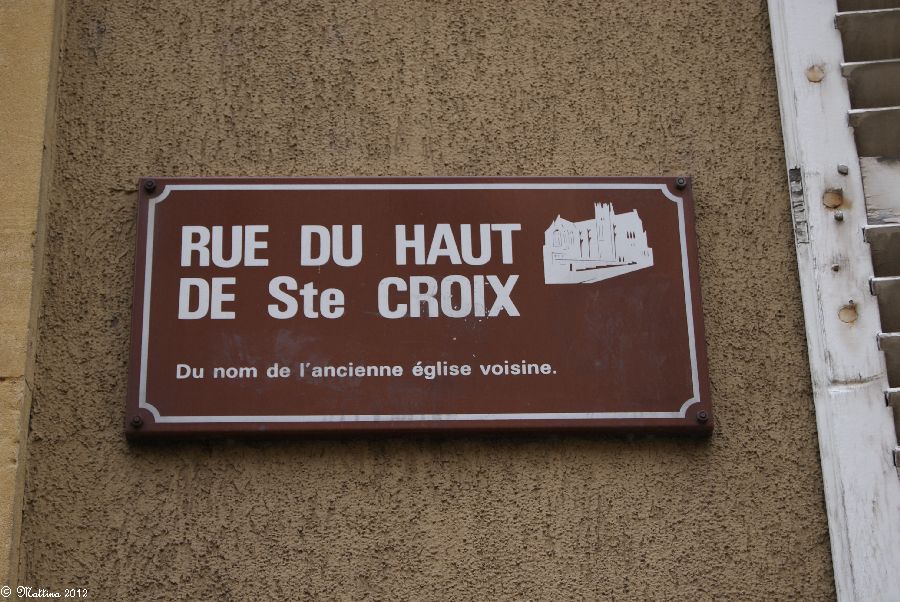 RUE DU HAUT
DE Ste CROIX
Du nom de l'ancienne église voisine.
© Mattina 2012